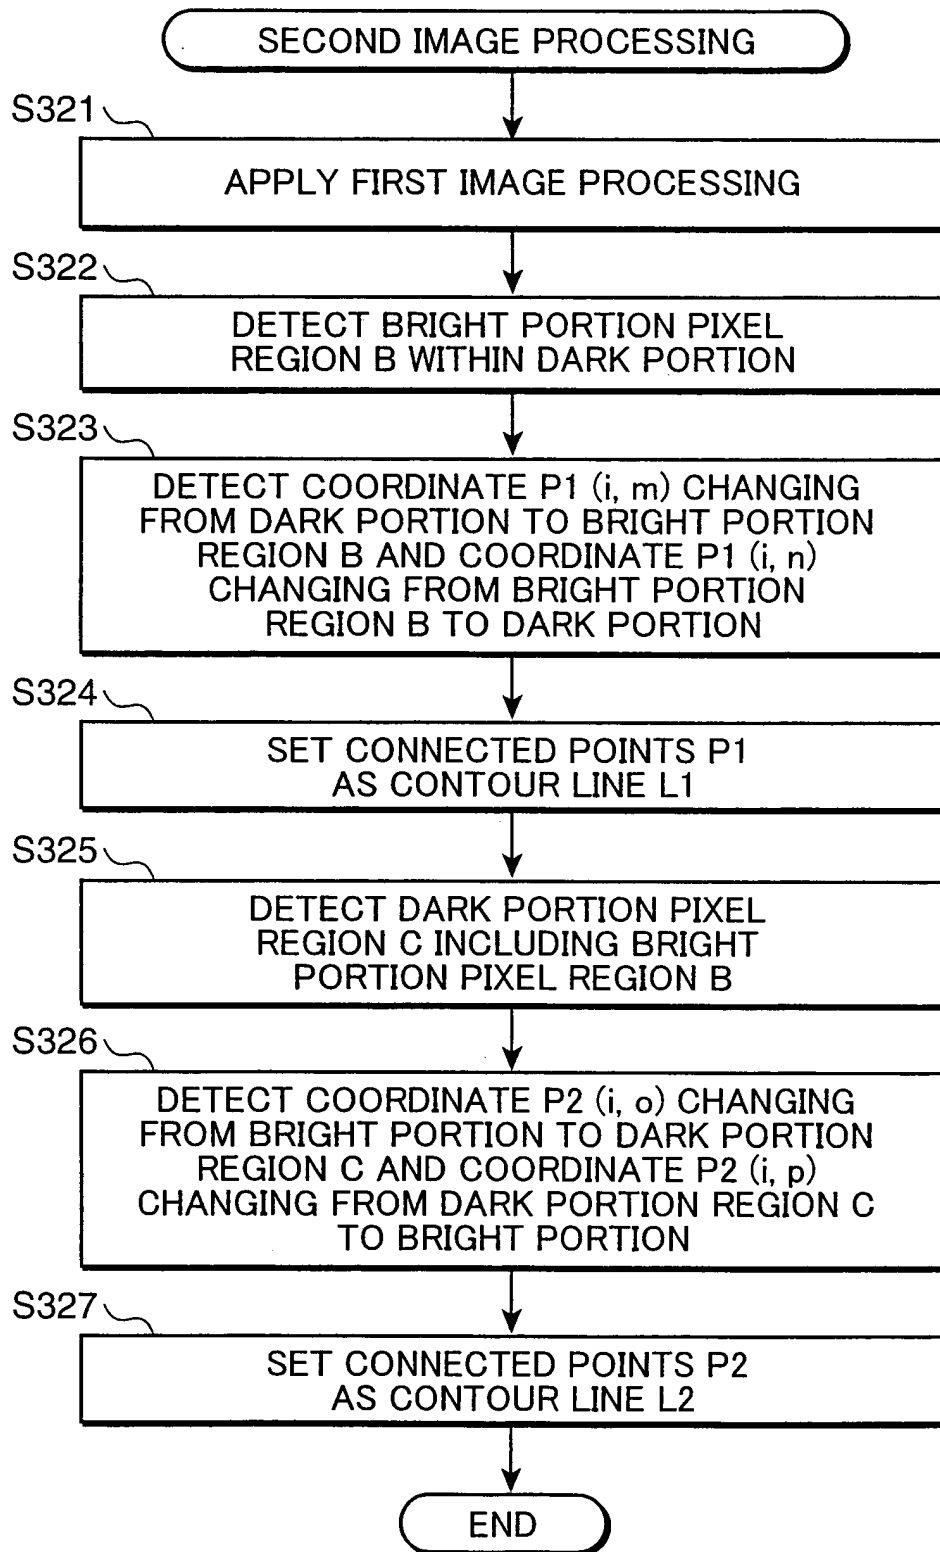 SECOND IMAGE PROCESSING
S321
APPLY FIRST IMAGE PROCESSING
S322
DETECT BRIGHT PORTION PIXEL
REGION B WITHIN DARK PORTION
S323
DETECT COORDINATE P1 (i, m) CHANGING
FROM DARK PORTION TO BRIGHT PORTION
REGION B AND COORDINATE P1 (i, n)
CHANGING FROM BRIGHT PORTION
REGION B TO DARK PORTION
S324
SET CONNECTED POINTS P1
AS CONTOUR LINE L1
S325
DETECT DARK PORTION PIXEL
REGION C INCLUDING BRIGHT
PORTION PIXEL REGION B
S326
DETECT COORDINATE P2 (i, o) CHANGING
FROM BRIGHT PORTION TO DARK PORTION
REGION C AND COORDINATE P2 (i, p)
CHANGING FROM DARK PORTION REGION C
TO BRIGHT PORTION
S327
SET CONNECTED POINTS P2
AS CONTOUR LINE L2
END